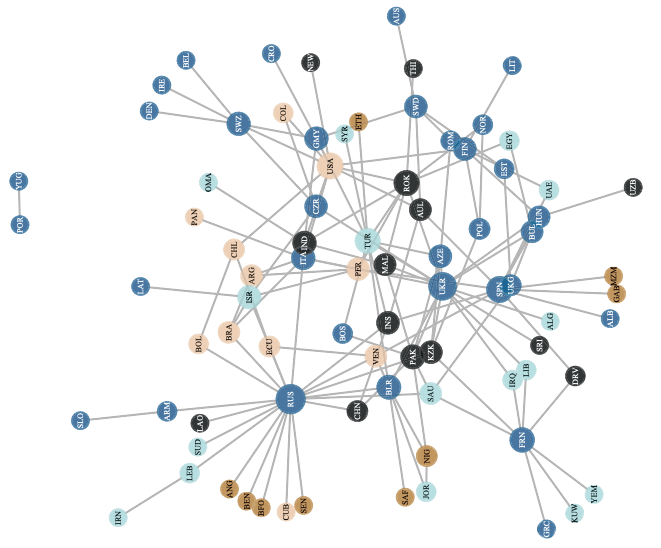 AUS
BEL
CRO
NEW
THI
LIT
IRE
DEN
SWZ
COL
GMY
SYR
ETH
SWD
ROM
FIN
NOR
EGY
USA
EST
YUG
OMA
ROK
UAE
UZB
POR
PAN
CZR
AUL
HUN
BUL
POL
CHL
IND
ITA
TUR
MAL
AZE
ARG
PER
LAT
ISR
UKR
SPN
UKG
MZM
GAB
BOS
INS
ALG
ALB
BOL
BRA
ECU
VEN
PAK
KZK
SRI
IRQ
LIB
DRV
RUS
BLR
SAU
CHN
SLO
ARM
LAO
SUD
FRN
LEB
NIG
IRN
ANG
BEN
BFO
CUB
SEN
SAF
JOR
GRC
KUW
YEM